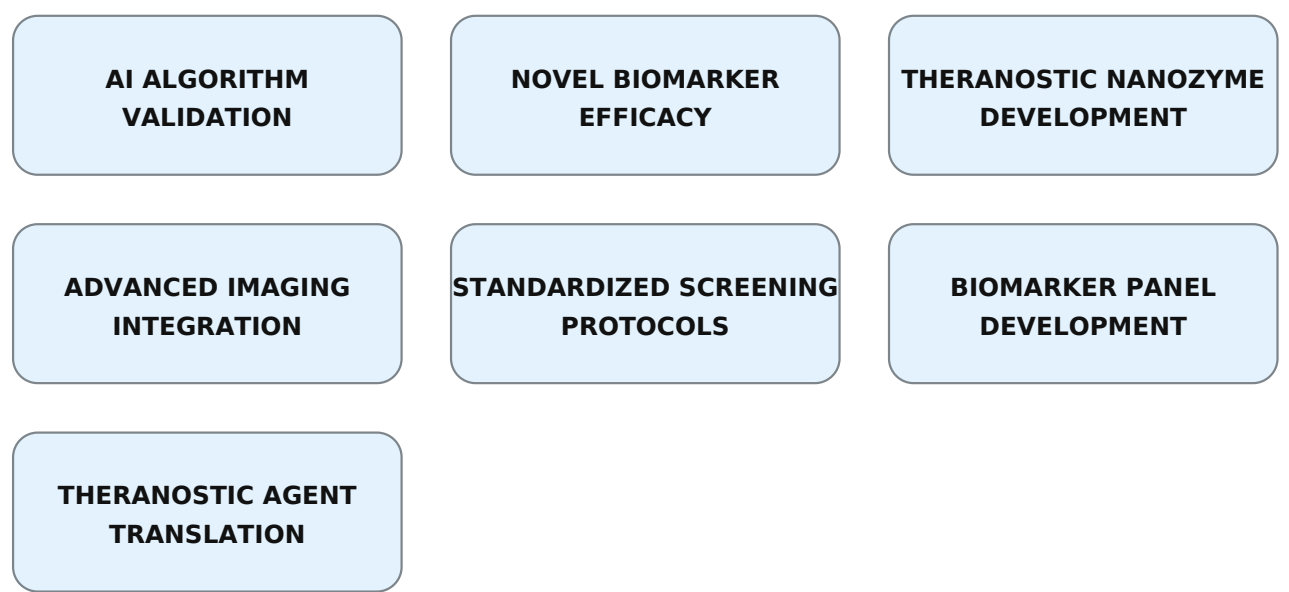 AI ALGORITHM
VALIDATION
NOVEL BIOMARKER
EFFICACY
THERANOSTIC NANOZYME
DEVELOPMENT
ADVANCED IMAGING
INTEGRATION
STANDARDIZED SCREENING
PROTOCOLS
BIOMARKER PANEL
DEVELOPMENT
THERANOSTIC AGENT
TRANSLATION